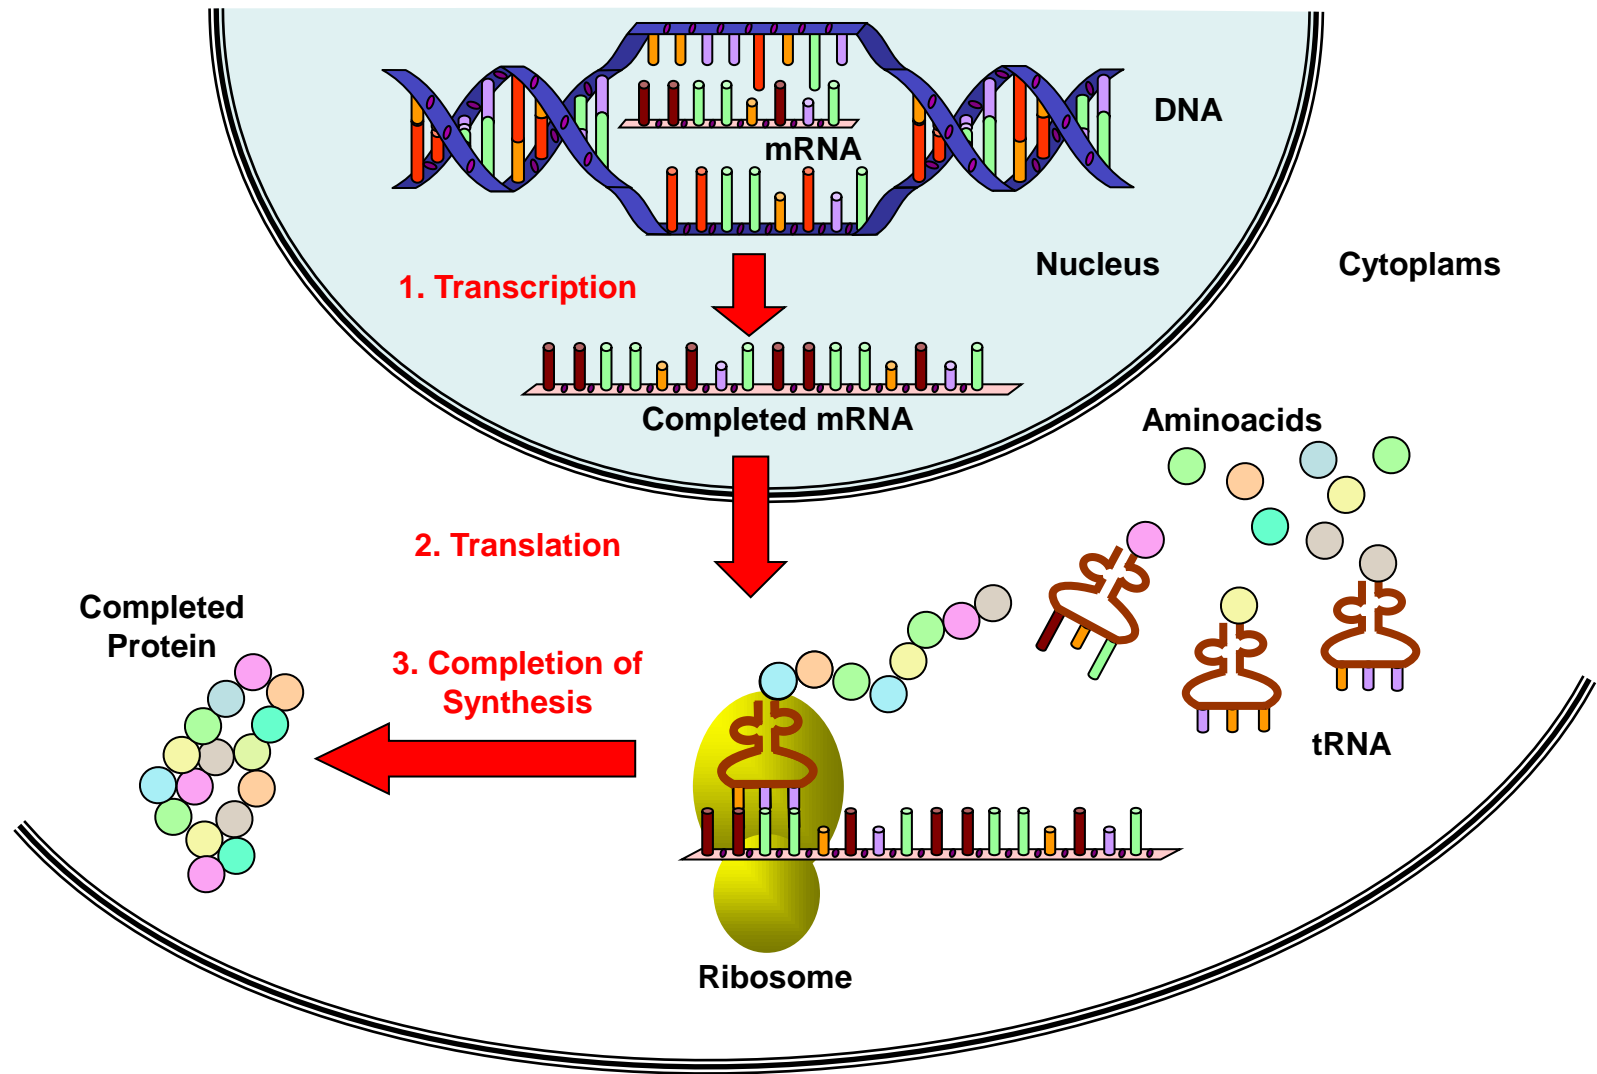 DNA
mRNA
Nucleus
Cytoplams
1. Transcription
Completed mRNA
Aminoacids
2. Translation
Completed
Protein
3. Completion of
Synthesis
tRNA
Ribosome